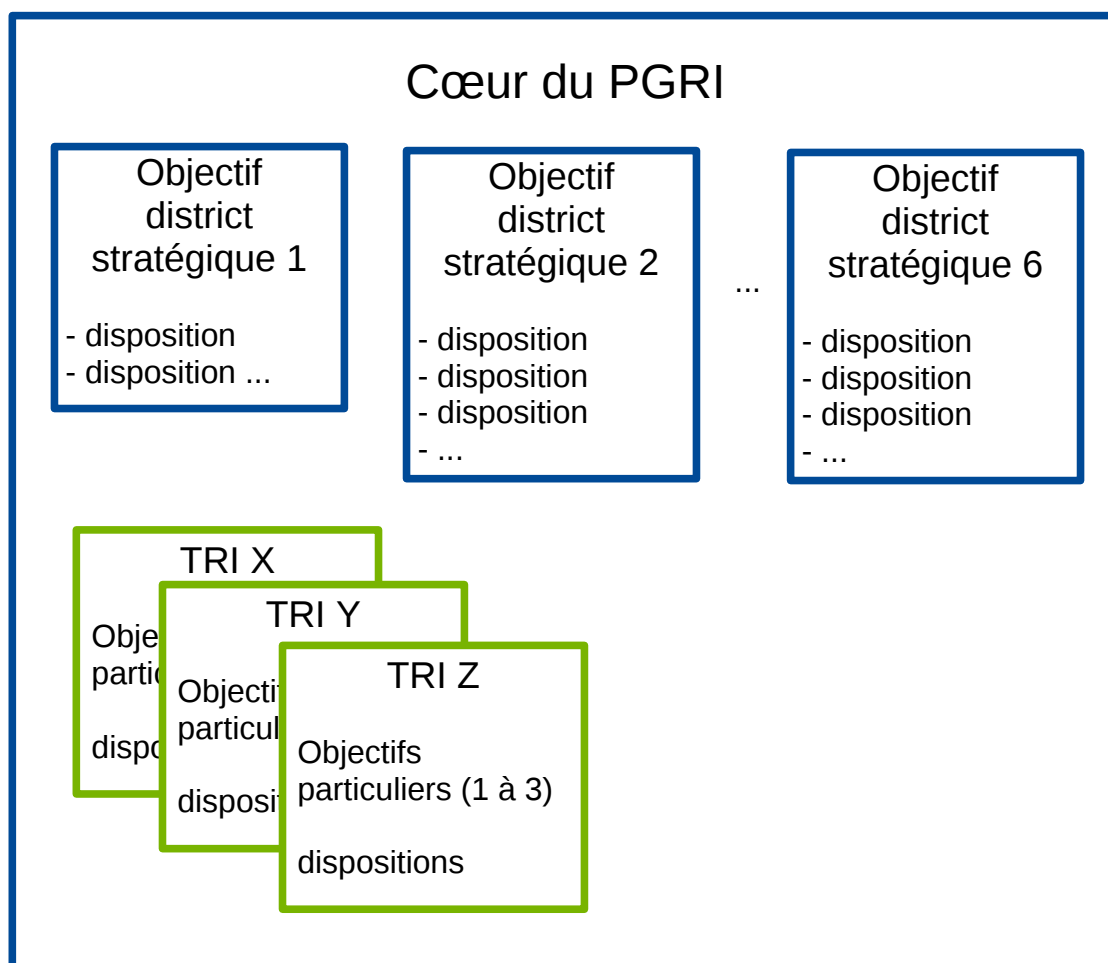 Cœur du PGRI
Objectif
district
stratégique 1
- disposition
- disposition ...
Objectif
district
stratégique 2
- disposition
- disposition
- disposition
- ...
...
Objectif
district
stratégique 6
- disposition
- disposition
- disposition
- ...
TRI X
TRI Y
TRI Z
Objectifs
particuliers (1 à 3)
dispositions